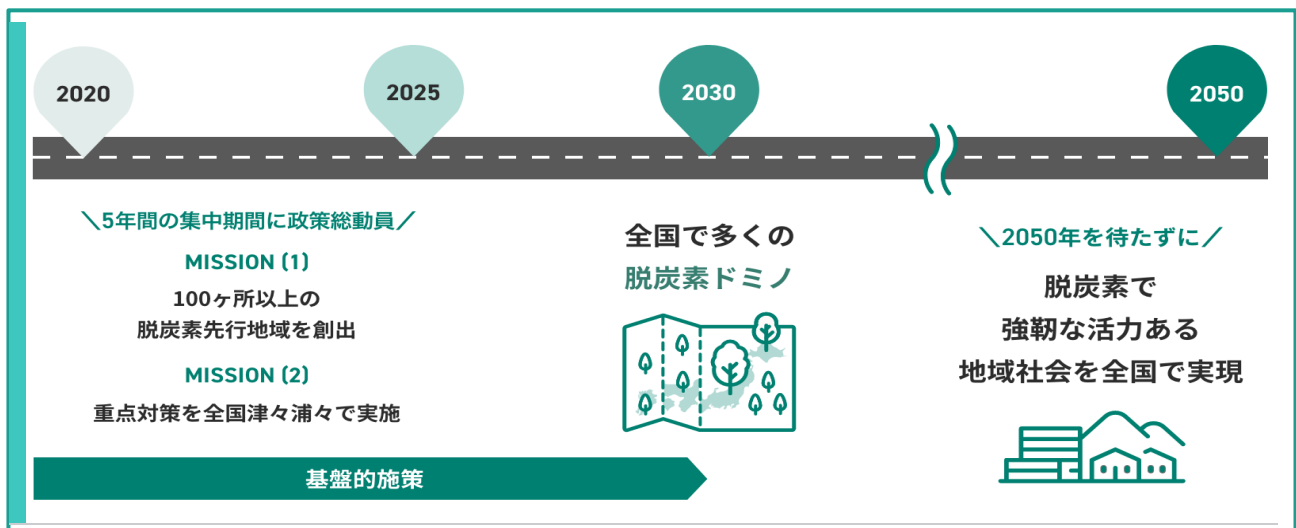 2020
2025
2030
2050
＼5年間の集中期間に政策総動員／
MISSION (1)
100ヶ所以上の
脱炭素先行地域を創出
MISSION (2)
重点対策を全国津々浦々で実施
基盤的施策
全国で多くの
脱炭素ドミノ
＼2050年を待たずに／
脱炭素で
強靭な活力ある
地域社会を全国で実現